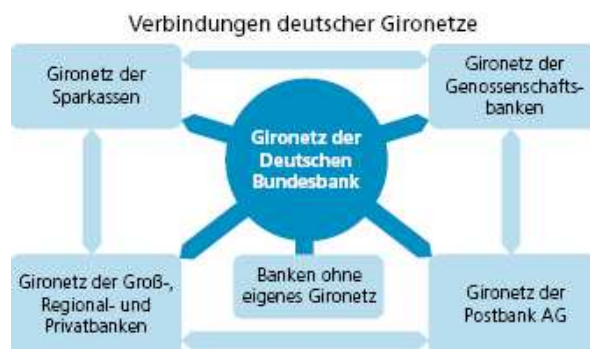 Verbindungen deutscher Gironetze
Gironetz der
Sparkassen
Gironetz der
Genossenschafts-
banken
Gironetz der
Deutschen
Bundesbank
Gironetz der Groß-,
Regional- und
Privatbanken
Banken ohne
eigenes Gironetz
Gironetz der
Postbank AG